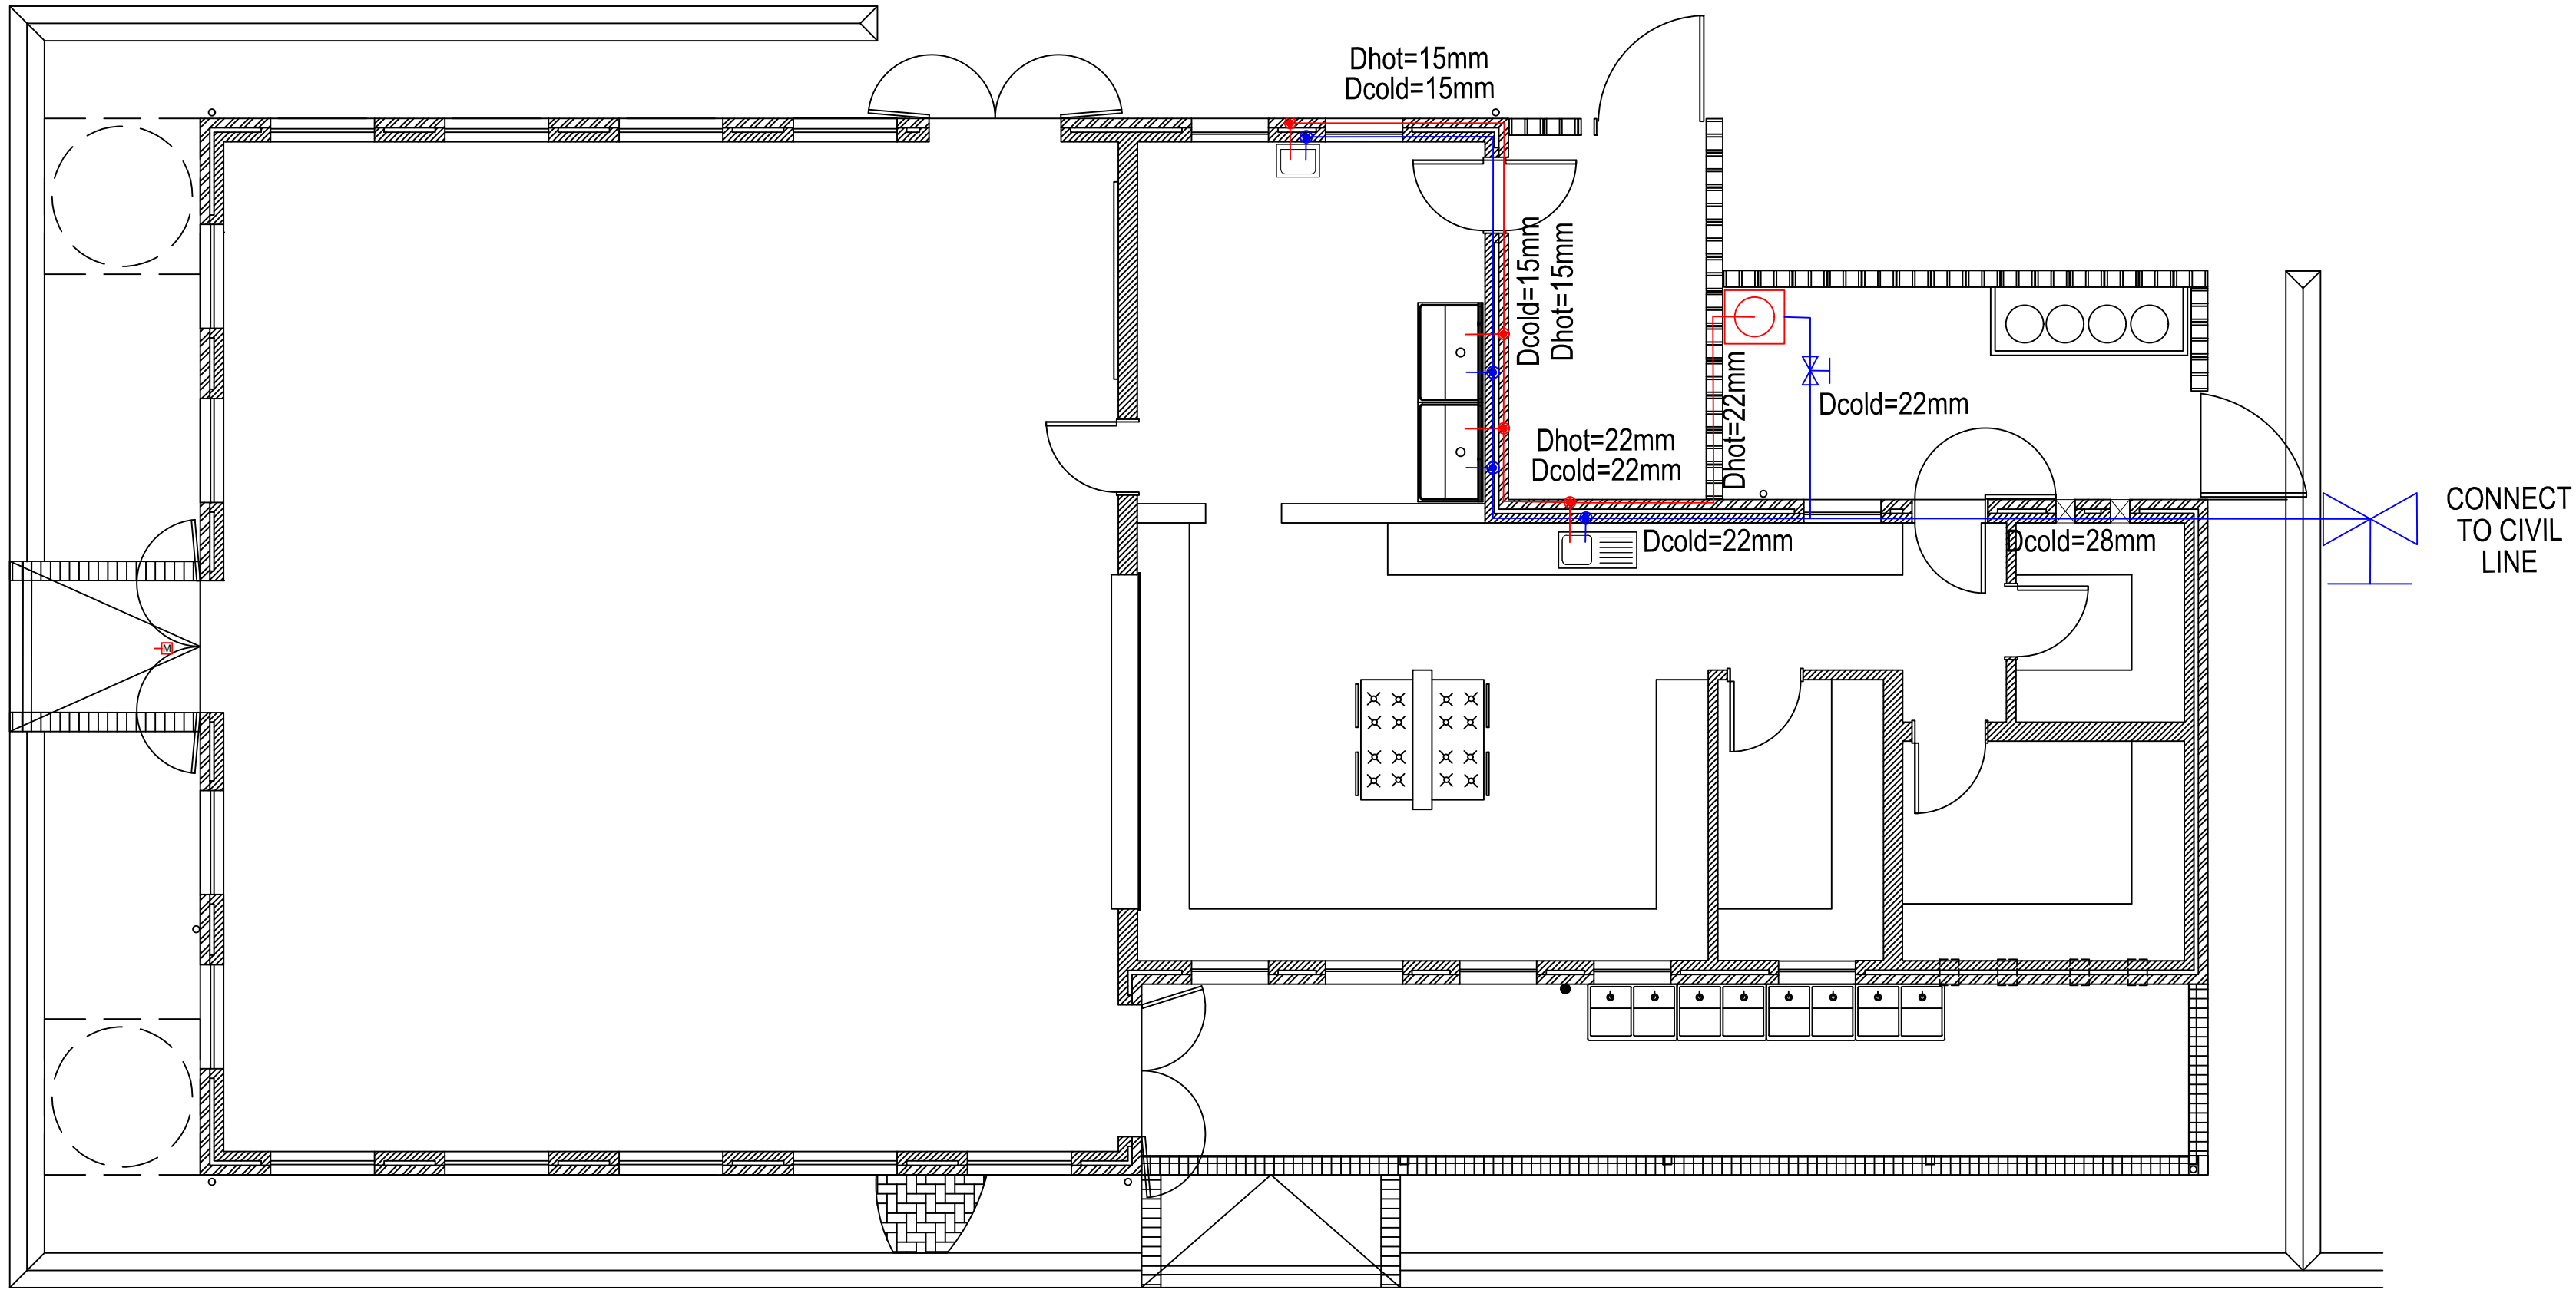 Dhot=15mm
Dcold=15mm
Dcold=15mm
Dhot=15mm
Dhot=22mm
Dcold=22mm
Dhot=22mm
Dcold=22mm
Dcold=22mm
Dcold=28mm
CONNECT
TO CIVIL
LINE
M